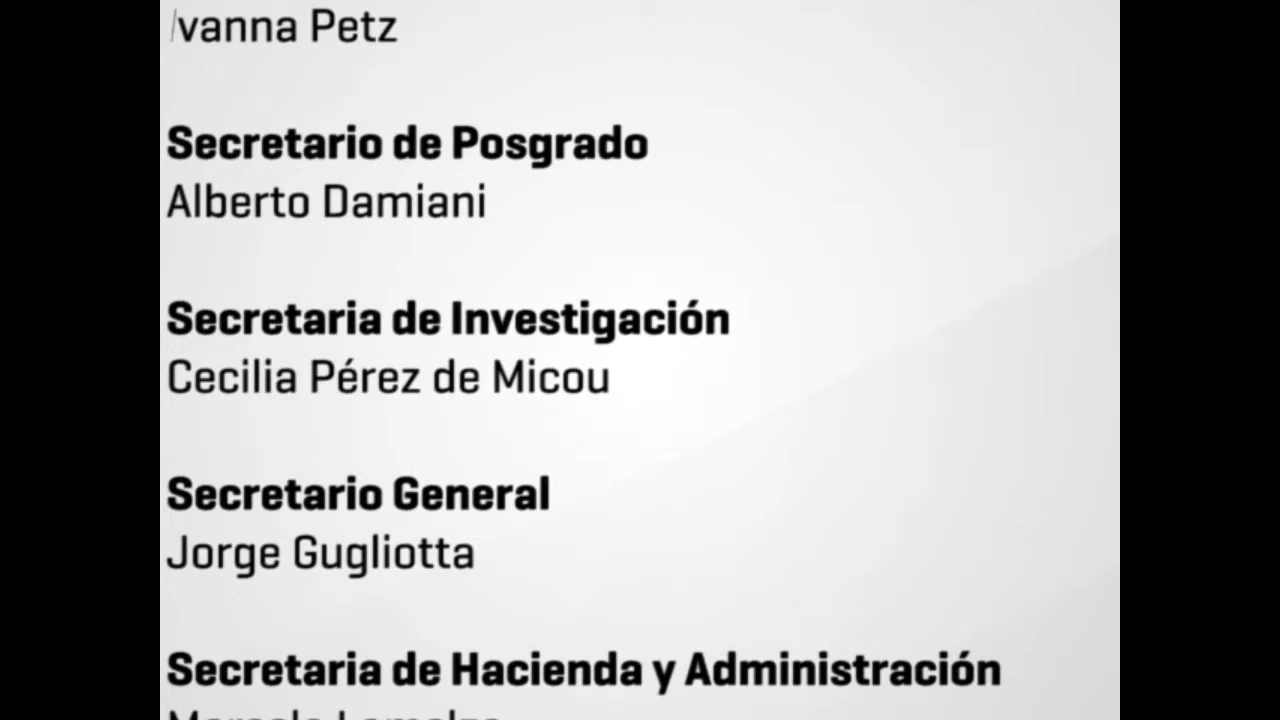 Ivanna Petz
Secretario de Posgrado
Alberto Damiani
Secretaria de Investigación
Cecilia Pérez de Micou
Secretario General
Jorge Gugliotta
Secretaria de Hacienda y Administración